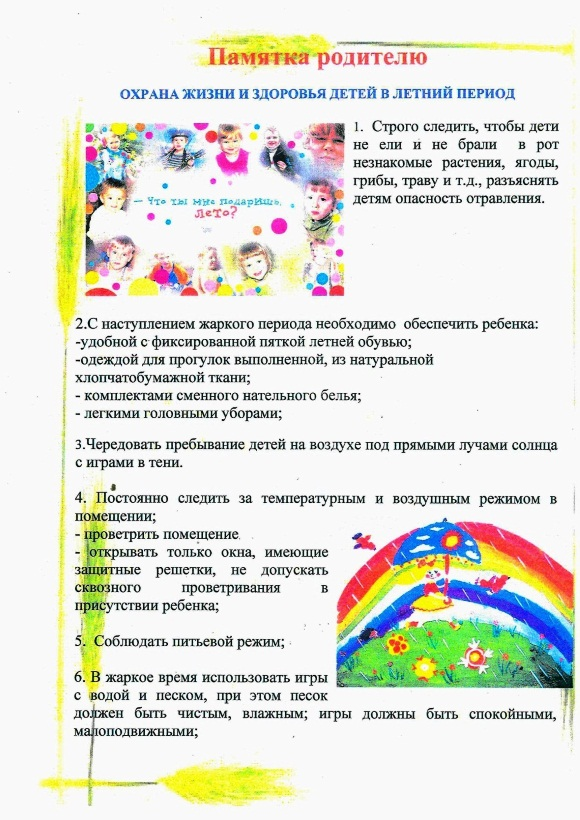 Памятка родителю
ОХРАНА ЖИЗНИ И ЗДОРОВЬЯ ДЕТЕЙ В ЛЕТНИЙ ПЕРИОД
— Что ты мне подаришь,
ЛЕТО?
1. Строго следить, чтобы дети
не ели и не брали в рот
незнакомые растения, ягоды,
грибы, траву и т.д., разъяснять
детям опасность отравления.
2.С наступлением жаркого периода необходимо обеспечить ребенка:
-удобной с фиксированной пяткой летней обувью;
-одеждой для прогулок выполненной, из натуральной
хлопчатобумажной ткани;
- комплектами сменного нательного белья;
- легкими головными уборами;
3.Чередовать пребывание детей на воздухе под прямыми лучами солнца
с играми в тени.
4. Постоянно следить за температурным и воздушным режимом в
помещении;
- проветрить помещение
- открывать только окна, имеющие
защитные решетки, не допускать
сквозного проветривания в
присутствии ребенка;
5. Соблюдать питьевой режим;
6. В жаркое время использовать игры
с водой и песком, при этом песок
должен быть чистым, влажным; игры должны быть спокойными,
малоподвижными;